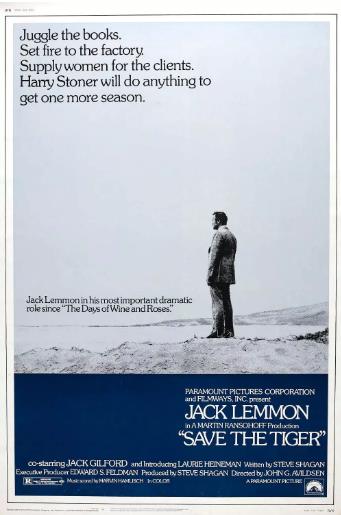 Juggle the books.
Set fire to the factory.
Supply women for the clients.
Harry Stoner will do anything to
get one more season.
Jack Lemmon in his most important dramatic
role since "The Days of Wine and Roses."
PARAMOUNT PICTURES CORPORATION
and FILMWAYS, INC. present
JACK LEMMON
in A MARTIN RANSOHOFF Production
"SAVE THE TIGER"
co-starring JACK GILFORD and Introducing LAURIE HEINEMAN Written by STEVE SHAGAN
Executive Producer EDWARD S. FELDMAN Produced by STEVE SHAGAN Directed by JOHN G. AVILDSEN
R Music scored by MARVIN HAMLISCH In COLOR A PARAMOUNT PICTURE